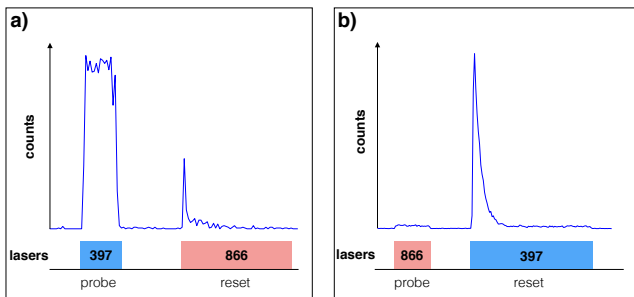 a)
counts
lasers 397 866
probe reset
b)
counts
lasers 866 397
probe reset